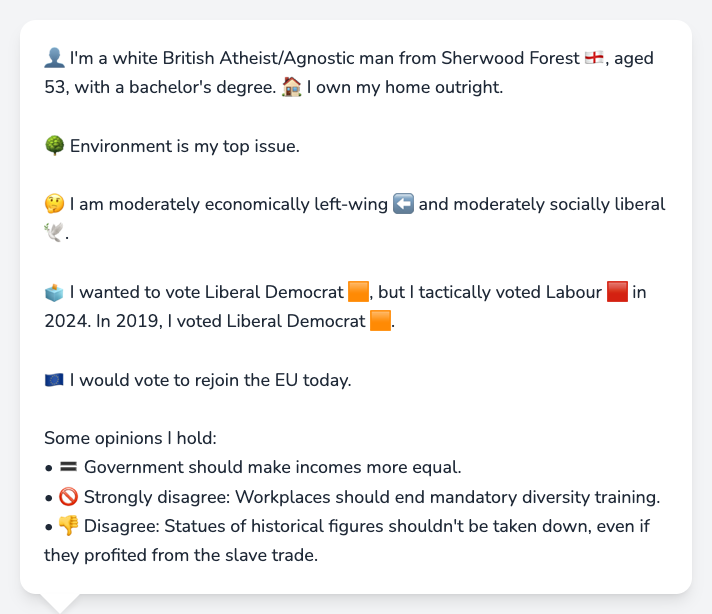 👤 I'm a white British Atheist/Agnostic man from Sherwood Forest 🏴󠁧󠁢󠁥󠁮󠁧󠁿, aged
53, with a bachelor's degree. 🏠 I own my home outright.
🌳 Environment is my top issue.
🤔 I am moderately economically left-wing ⬅️ and moderately socially liberal
🕊️.
🗳️ I wanted to vote Liberal Democrat 🟧, but I tactically voted Labour 🟥 in
2024. In 2019, I voted Liberal Democrat 🟧.
🇪🇺 I would vote to rejoin the EU today.
Some opinions I hold:
• 🟰 Government should make incomes more equal.
• 🚫 Strongly disagree: Workplaces should end mandatory diversity training.
• 👎 Disagree: Statues of historical figures shouldn't be taken down, even if
they profited from the slave trade.